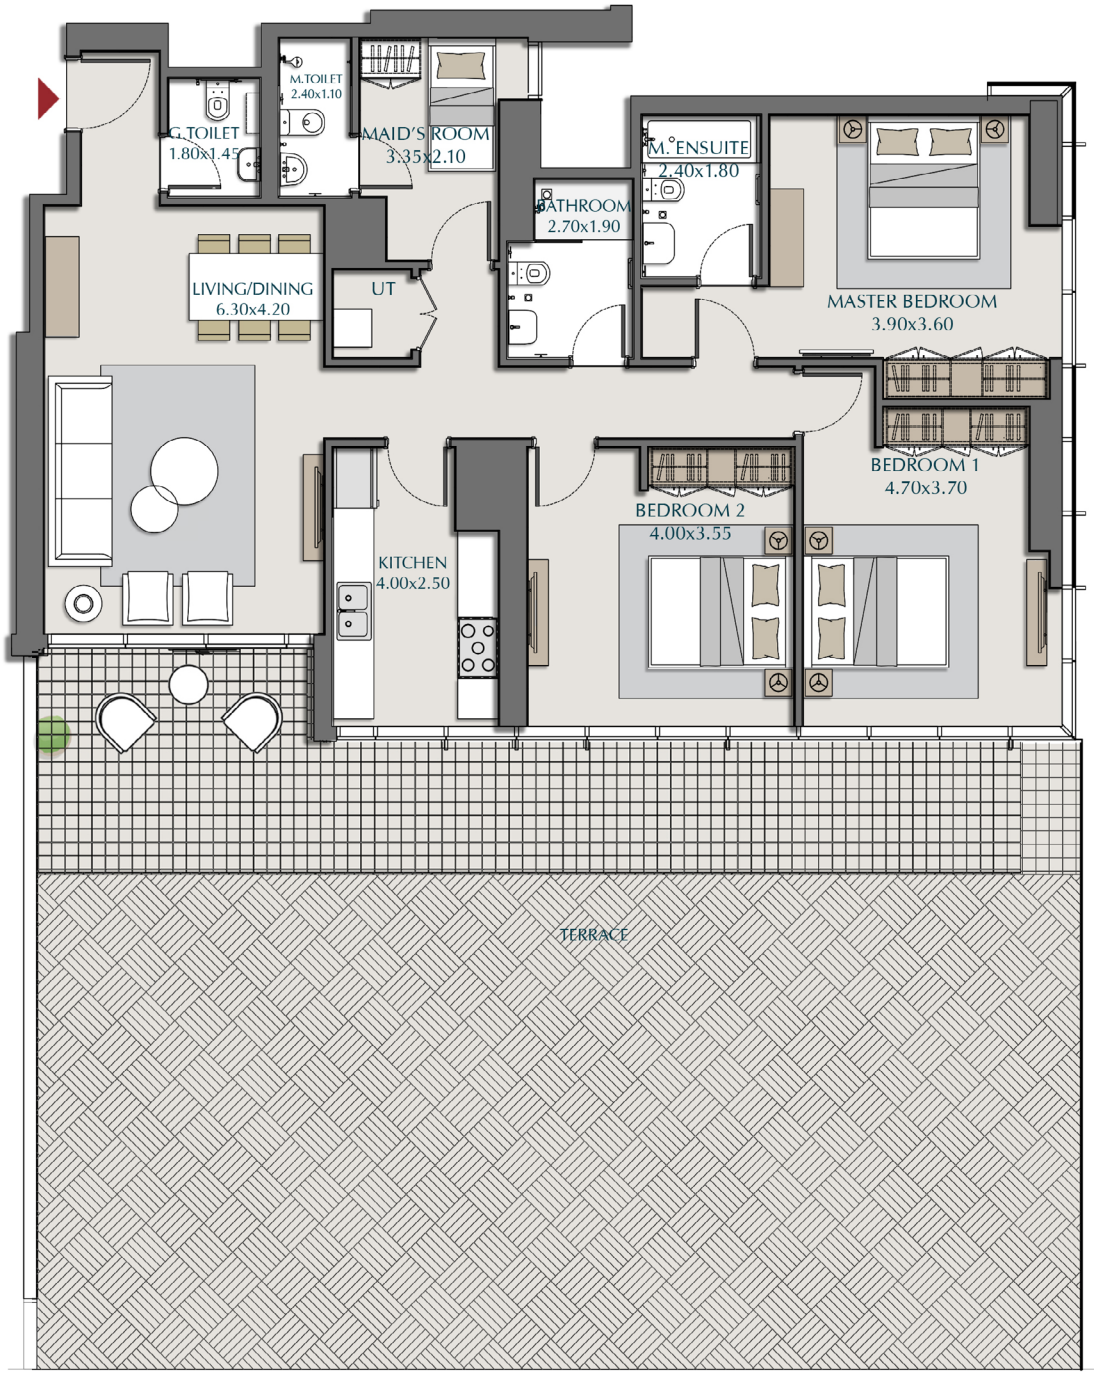 M.TOILET
2.40x1.10
G.TOILET
1.80x1.45
MAID'S ROOM
3.35x2.10
M. ENSUITE
2.40x1.80
BATHROOM
2.70x1.90
LIVING/DINING
6.30x4.20
UT
MASTER BEDROOM
3.90x3.60
BEDROOM 1
4.70x3.70
BEDROOM 2
4.00x3.55
KITCHEN
4.00x2.50
TERRACE